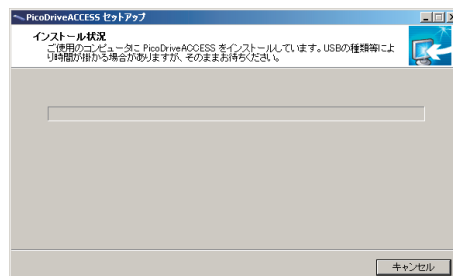 PicoDriveACCESS セットアップ
インストール状況
ご使用のコンピュータに PicoDriveACCESS をインストールしています。USBの種類等によ
り時間が掛かる場合がありますが、そのままお待ちください。
キャンセル